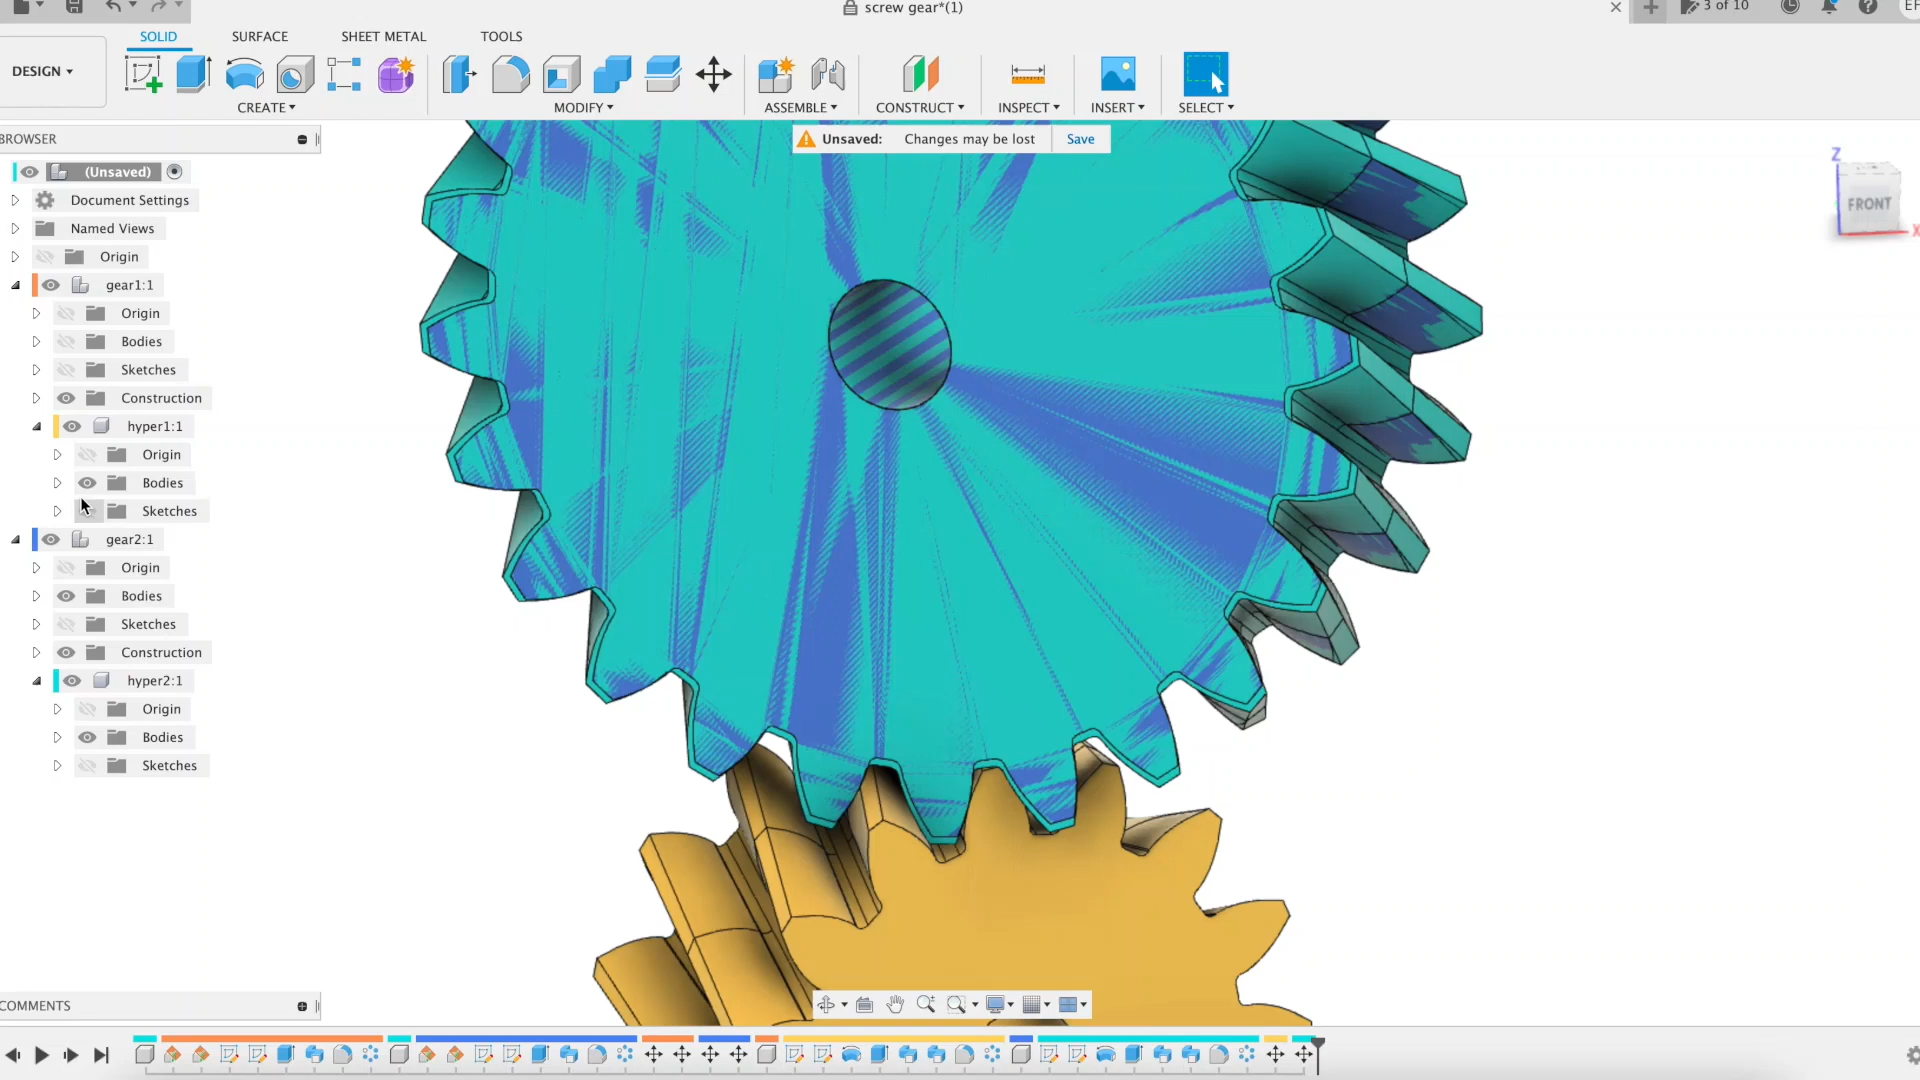 screw gear*(1)
3 of 10
SOLID SURFACE SHEET METAL TOOLS
DESIGN
CREATE MODIFY ASSEMBLE CONSTRUCT INSPECT INSERT SELECT
BROWSER
Unsaved: Changes may be lost Save
(Unsaved)
Document Settings
Named Views
Origin
gear1:1
Origin
Bodies
Sketches
Construction
hyper1:1
Origin
Bodies
Sketches
gear2:1
Origin
Bodies
Sketches
Construction
hyper2:1
Origin
Bodies
Sketches
Z
FRONT
X
COMMENTS